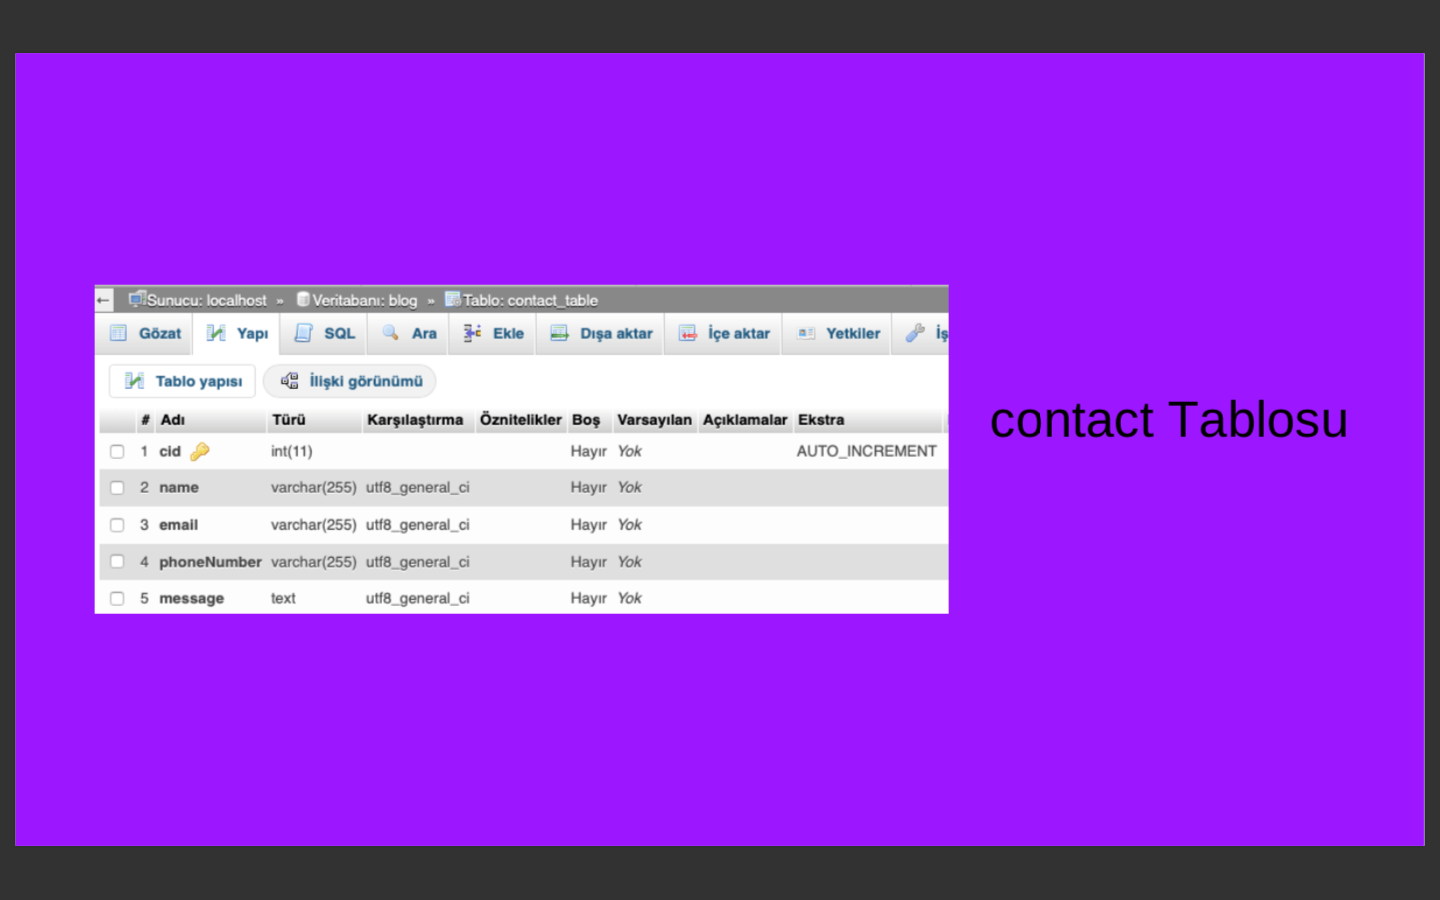 Sunucu: localhost » Veritabanı: blog » Tablo: contact_table
Gözat Yapı SQL Ara Ekle Dışa aktar İçe aktar Yetkiler İş
Tablo yapısı İlişki görünümü
# Adı Türü Karşılaştırma Öznitelikler Boş Varsayılan Açıklamalar Ekstra
1 cid int(11) Hayır Yok AUTO_INCREMENT
2 name varchar(255) utf8_general_ci Hayır Yok
3 email varchar(255) utf8_general_ci Hayır Yok
4 phoneNumber varchar(255) utf8_general_ci Hayır Yok
5 message text utf8_general_ci Hayır Yok
contact Tablosu